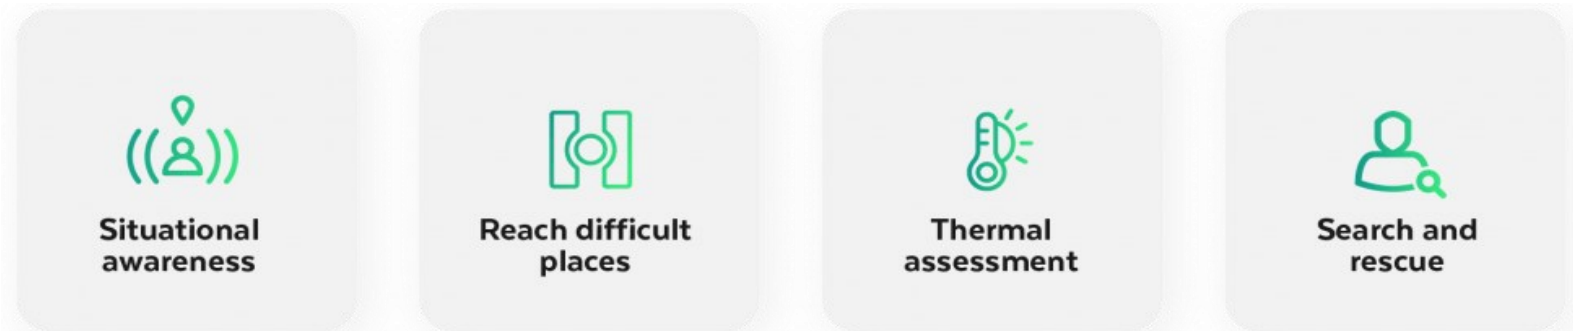 Situational
awareness
Reach difficult
places
Thermal
assessment
Search and
rescue